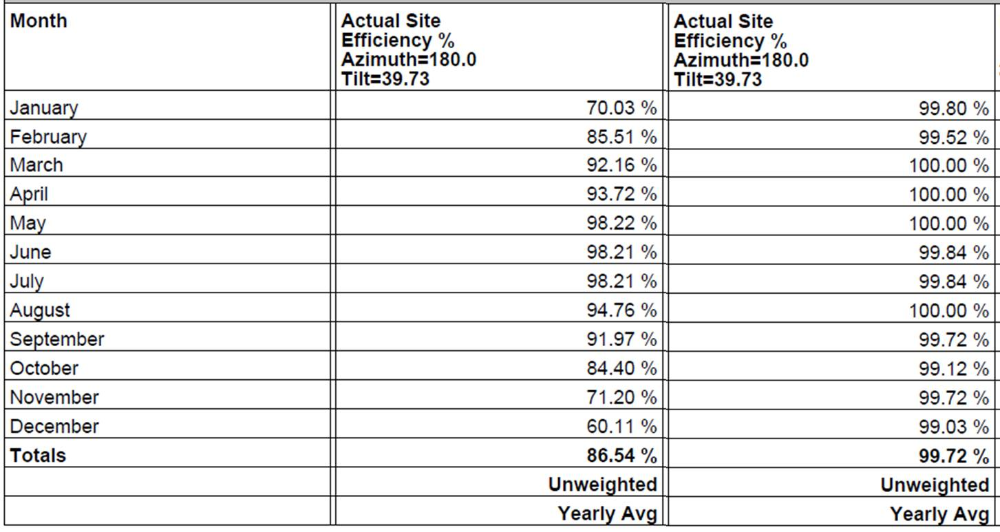 Month
Actual Site
Efficiency %
Azimuth=180.0
Tilt=39.73
Actual Site
Efficiency %
Azimuth=180.0
Tilt=39.73
January 70.03 % 99.80 %
February 85.51 % 99.52 %
March 92.16 % 100.00 %
April 93.72 % 100.00 %
May 98.22 % 100.00 %
June 98.21 % 99.84 %
July 98.21 % 99.84 %
August 94.76 % 100.00 %
September 91.97 % 99.72 %
October 84.40 % 99.12 %
November 71.20 % 99.72 %
December 60.11 % 99.03 %
Totals 86.54 % 99.72 %
Unweighted Unweighted
Yearly Avg Yearly Avg